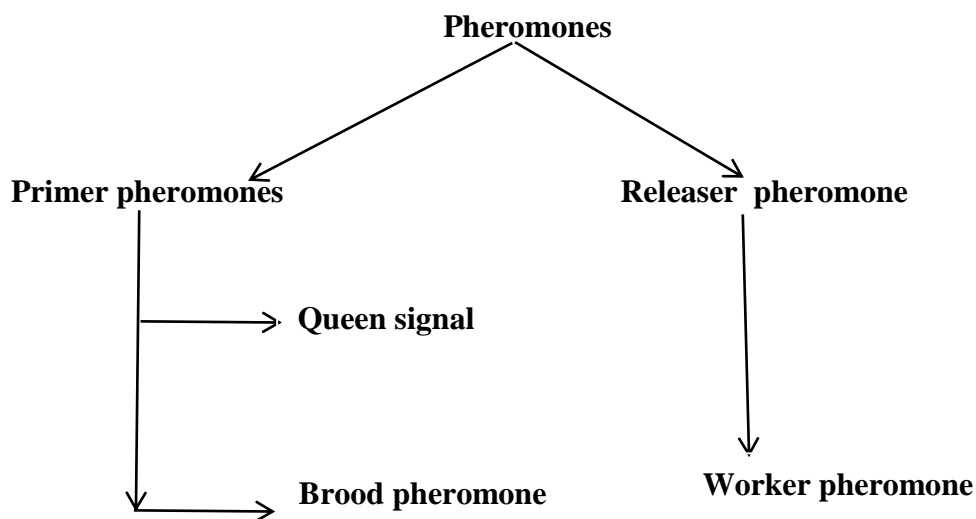 Pheromones
Primer pheromones
Releaser pheromone
Queen signal
Brood pheromone
Worker pheromone